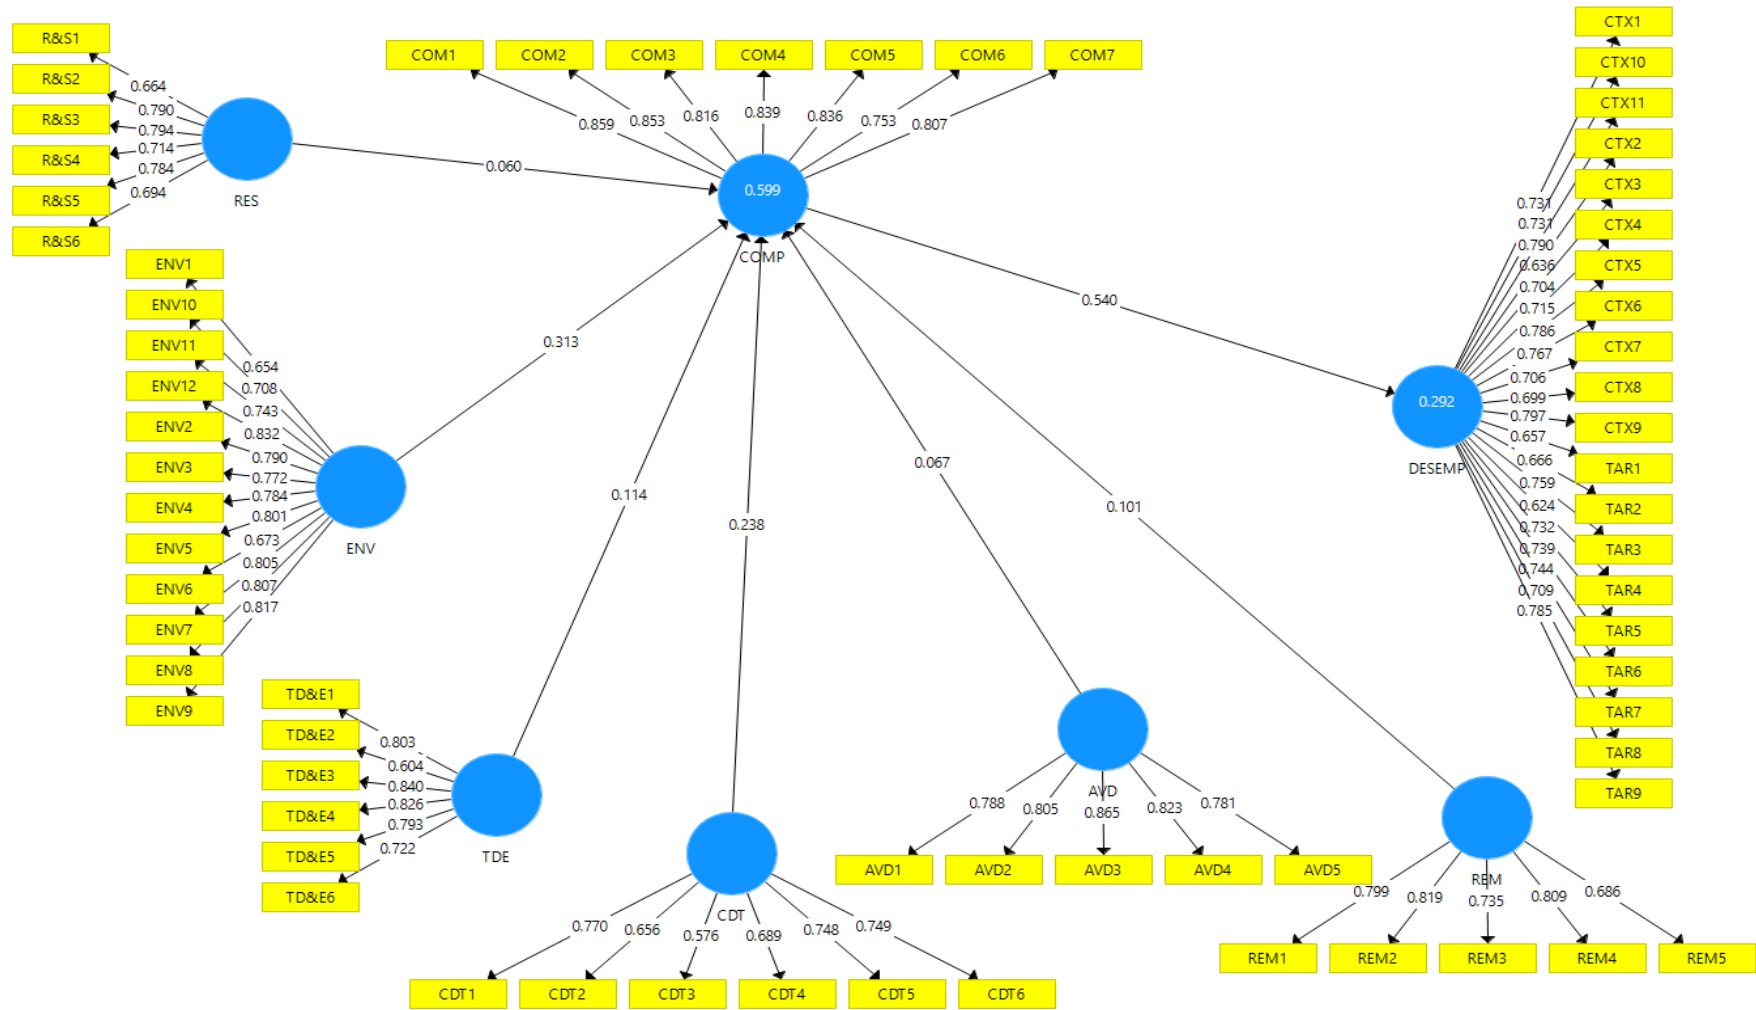 R&S1
R&S2
R&S3
R&S4
R&S5
R&S6
0.664
0.790
0.794
0.714
0.784
0.694
RES
COM1
COM2
COM3
COM4
COM5
COM6
COM7
0.859
0.853
0.816
0.839
0.836
0.753
0.807
0.599
COMP
0.060
0.313
0.114
0.238
0.067
0.101
0.540
ENV1
ENV10
ENV11
ENV12
ENV2
ENV3
ENV4
ENV5
ENV6
ENV7
ENV8
ENV9
0.654
0.708
0.743
0.832
0.790
0.772
0.784
0.801
0.673
0.805
0.807
0.817
ENV
TD&E1
TD&E2
TD&E3
TD&E4
TD&E5
TD&E6
0.803
0.604
0.840
0.826
0.793
0.722
TDE
CDT
0.770
0.656
0.576
0.689
0.748
0.749
CDT1
CDT2
CDT3
CDT4
CDT5
CDT6
AVD
0.788
0.805
0.865
0.823
0.781
AVD1
AVD2
AVD3
AVD4
AVD5
REM
0.799
0.819
0.735
0.809
0.686
REM1
REM2
REM3
REM4
REM5
0.292
DESEMP
0.731
0.731
0.790
0.636
0.704
0.715
0.786
0.767
0.706
0.699
0.797
0.657
0.666
0.759
0.624
0.732
0.739
0.744
0.709
0.785
CTX1
CTX10
CTX11
CTX2
CTX3
CTX4
CTX5
CTX6
CTX7
CTX8
CTX9
TAR1
TAR2
TAR3
TAR4
TAR5
TAR6
TAR7
TAR8
TAR9